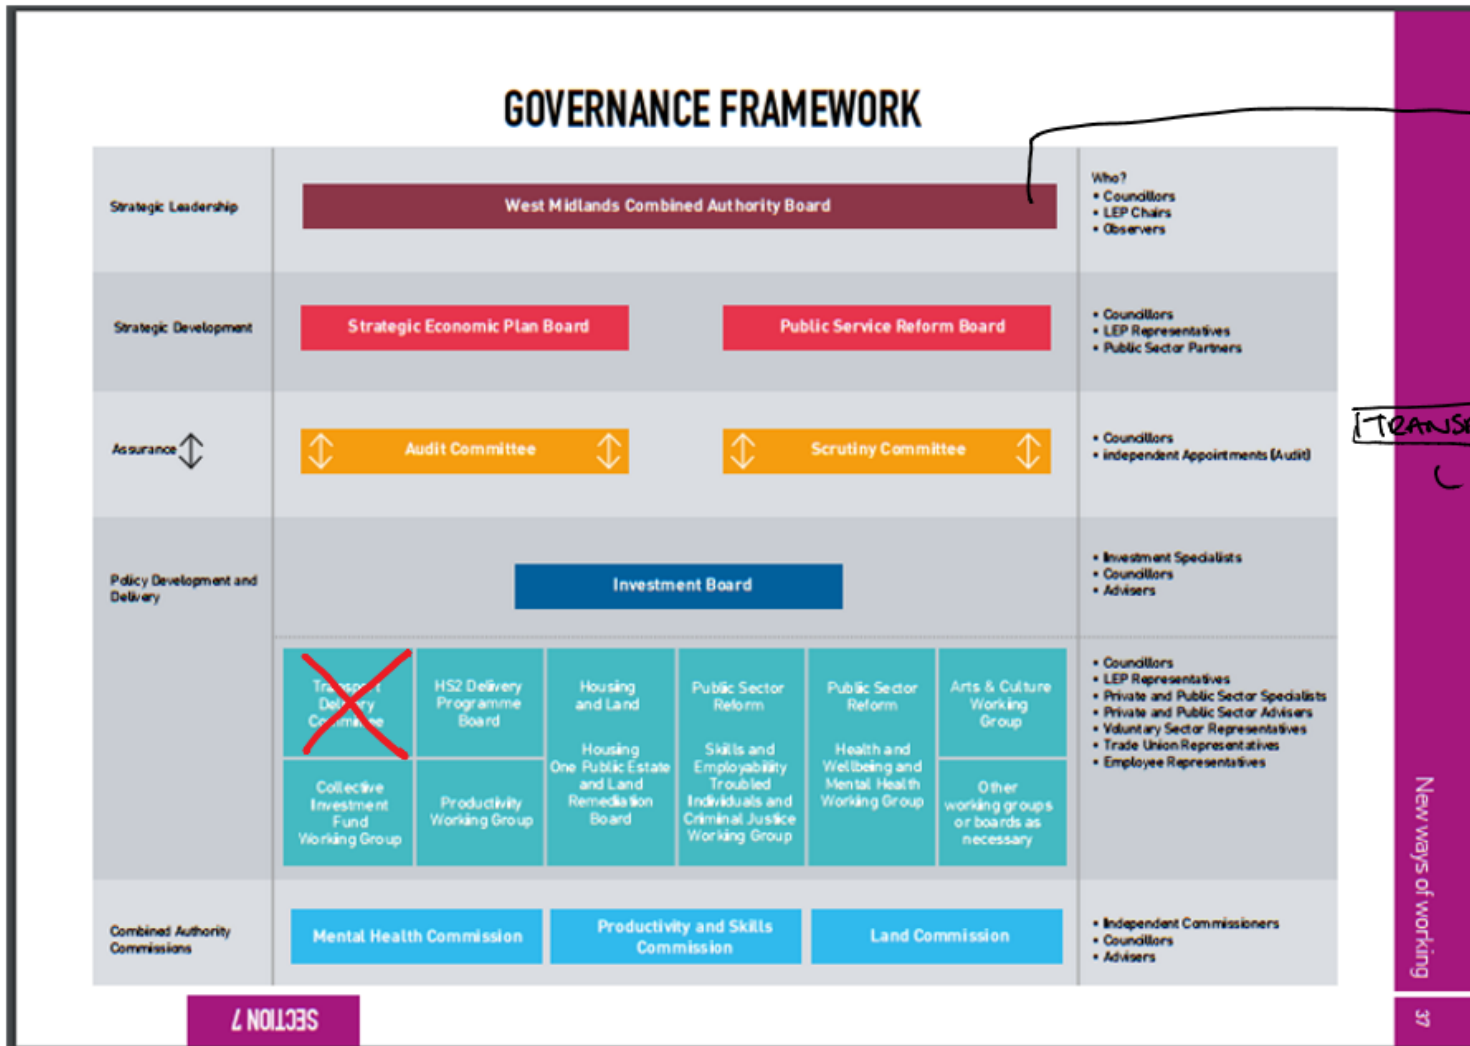 GOVERNANCE FRAMEWORK
Strategic Leadership
West Midlands Combined Authority Board
Who?
• Councillors
• LEP Chairs
• Observers
Strategic Development
Strategic Economic Plan Board
Public Service Reform Board
• Councillors
• LEP Representatives
• Public Sector Partners
Assurance
Audit Committee
Scrutiny Committee
• Councillors
• independent Appointments (Audit)
Policy Development and
Delivery
Investment Board
• Investment Specialists
• Councillors
• Advisers
Transport
Delivery
Committee
HS2 Delivery
Programme
Board
Housing
and Land
Housing
One Public Estate
and Land
Remediation
Board
Public Sector
Reform
Skills and
Employability
Troubled
Individuals and
Criminal Justice
Working Group
Public Sector
Reform
Health and
Wellbeing and
Mental Health
Working Group
Arts & Culture
Working
Group
Collective
Investment
Fund
Working Group
Productivity
Working Group
Other
working groups
or boards as
necessary
• Councillors
• LEP Representatives
• Private and Public Sector Specialists
• Private and Public Sector Advisers
• Voluntary Sector Representatives
• Trade Union Representatives
• Employee Representatives
Combined Authority
Commissions
Mental Health Commission
Productivity and Skills
Commission
Land Commission
• Independent Commissioners
• Councillors
• Advisers
SECTION 7
New ways of working
37